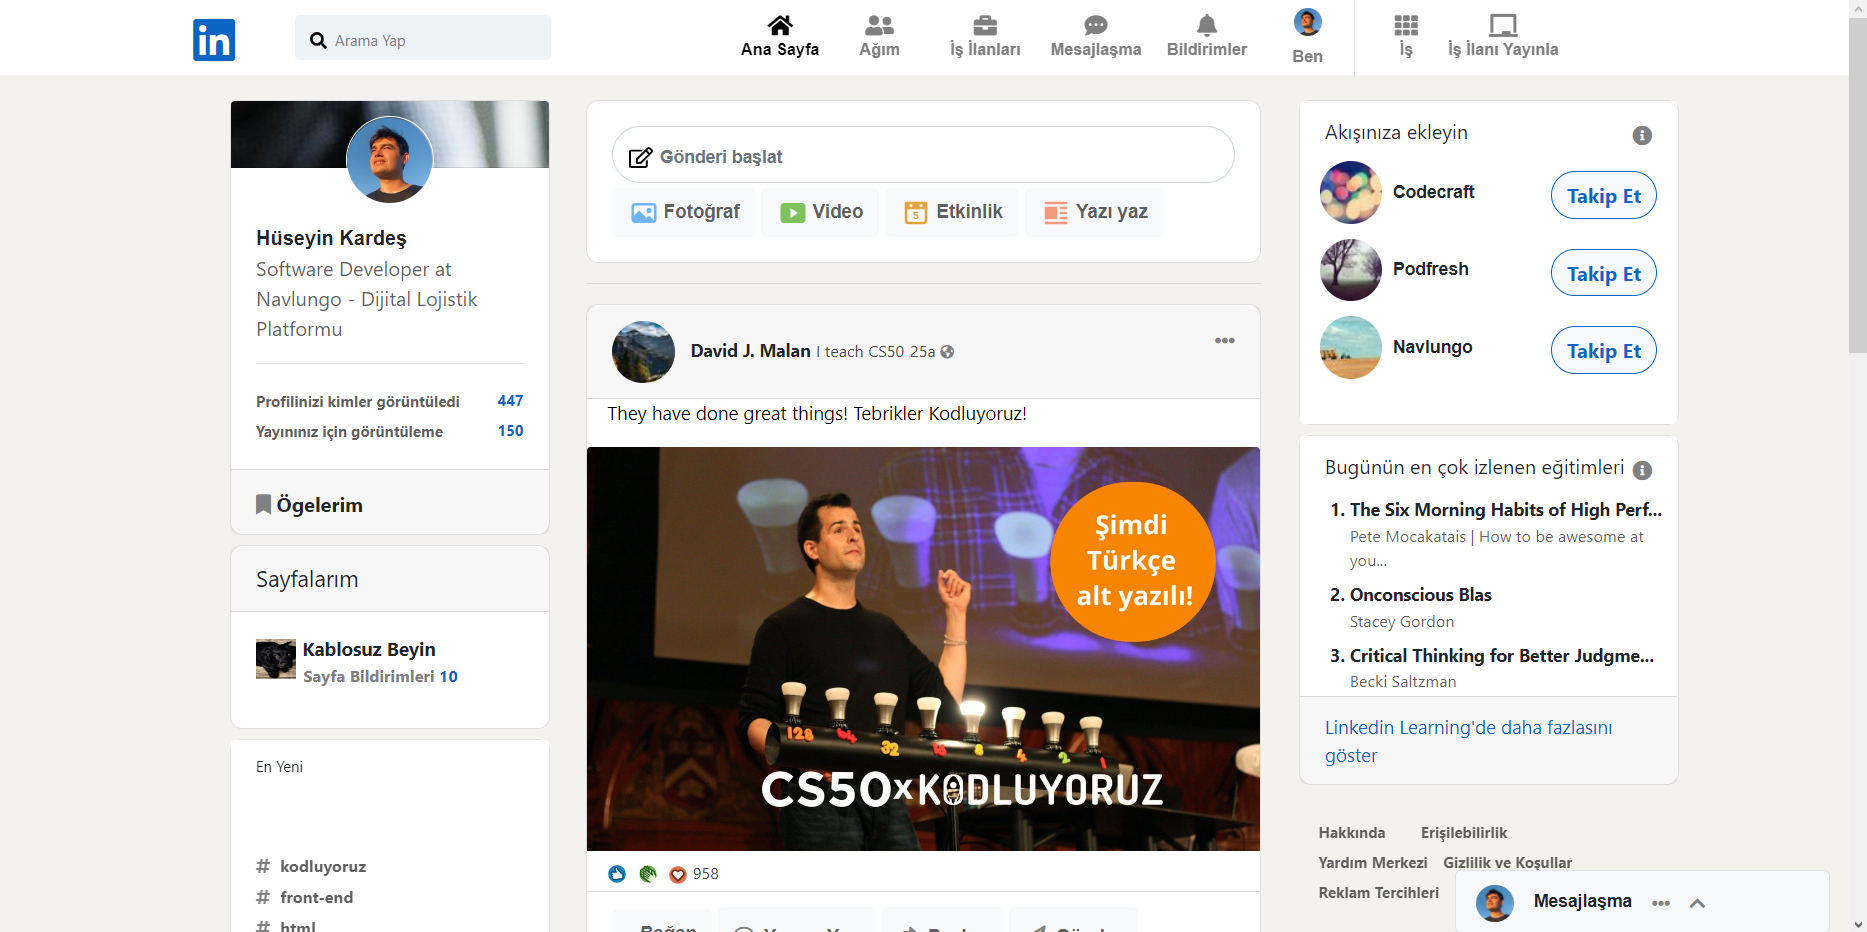 in
Arama Yap
Ana Sayfa
Ağım
İş İlanları
Mesajlaşma
Bildirimler
Ben
İş
İş İlanı Yayınla
Hüseyin Kardeş
Software Developer at
Navlungo - Dijital Lojistik
Platformu
Profilinizi kimler görüntüledi 447
Yayınınız için görüntüleme 150
Ögelerim
Sayfalarım
Kablosuz Beyin
Sayfa Bildirimleri 10
En Yeni
# kodluyoruz
# front-end
# html
Gönderi başlat
Fotoğraf
Video
5
Etkinlik
Yazı yaz
David J. Malan I teach CS50 25a
They have done great things! Tebrikler Kodluyoruz!
Şimdi
Türkçe
alt yazılı!
128 64 32 16 8 4 2 1
CS50xKODLUYORUZ
958
Beğen
Akışınıza ekleyin
Codecraft
Takip Et
Podfresh
Takip Et
Navlungo
Takip Et
Bugünün en çok izlenen eğitimleri
1. The Six Morning Habits of High Perf...
Pete Mocakatais | How to be awesome at
you...
2. Onconscious Blas
Stacey Gordon
3. Critical Thinking for Better Judgme...
Becki Saltzman
Linkedin Learning'de daha fazlasını
göster
Hakkında Erişilebilirlik
Yardım Merkezi Gizlilik ve Koşullar
Reklam Tercihleri
Mesajlaşma